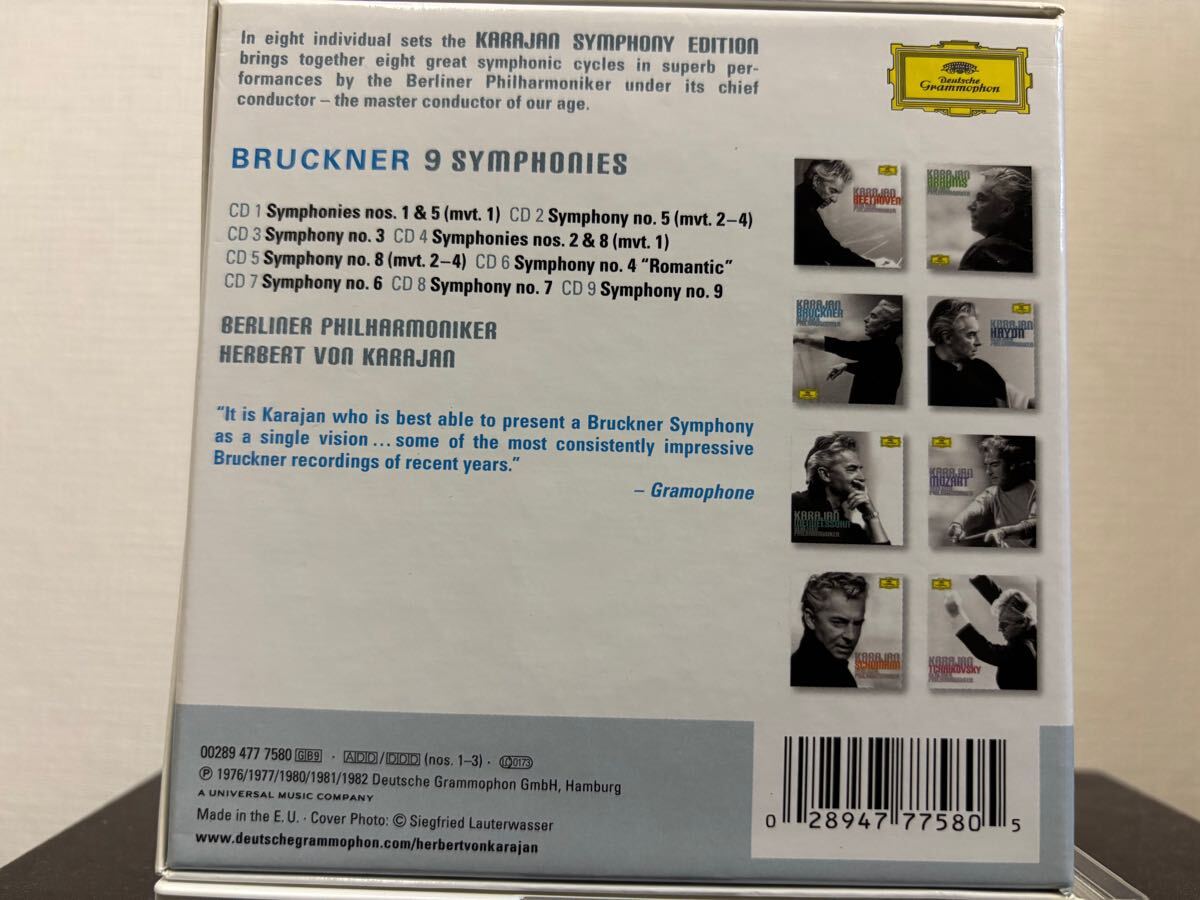 In eight individual sets the KARAJAN SYMPHONY EDITION
brings together eight great symphonic cycles in superb per-
formances by the Berliner Philharmoniker under its chief
conductor – the master conductor of our age.
Deutsche
Grammophon
BRUCKNER 9 SYMPHONIES
CD 1 Symphonies nos. 1 & 5 (mvt. 1) CD 2 Symphony no. 5 (mvt. 2–4)
CD 3 Symphony no. 3 CD 4 Symphonies nos. 2 & 8 (mvt. 1)
CD 5 Symphony no. 8 (mvt. 2–4) CD 6 Symphony no. 4 “Romantic”
CD 7 Symphony no. 6 CD 8 Symphony no. 7 CD 9 Symphony no. 9
BERLINER PHILHARMONIKER
HERBERT VON KARAJAN
“It is Karajan who is best able to present a Bruckner Symphony
as a single vision ... some of the most consistently impressive
Bruckner recordings of recent years.”
– Gramophone
KARAJAN
BEETHOVEN
KARAJAN
BRAHMS
KARAJAN
BRUCKNER
KARAJAN
HAYDN
KARAJAN
MENDELSSOHN
KARAJAN
MOZART
KARAJAN
SCHUMANN
KARAJAN
TCHAIKOVSKY
00289 477 7580 GB9 · ADD/DDD (nos. 1–3) · LC0173
℗ 1976/1977/1980/1981/1982 Deutsche Grammophon GmbH, Hamburg
A UNIVERSAL MUSIC COMPANY
Made in the E. U. · Cover Photo: © Siegfried Lauterwasser
www.deutschegrammophon.com/herbertvonkarajan
0 28947 77580 5